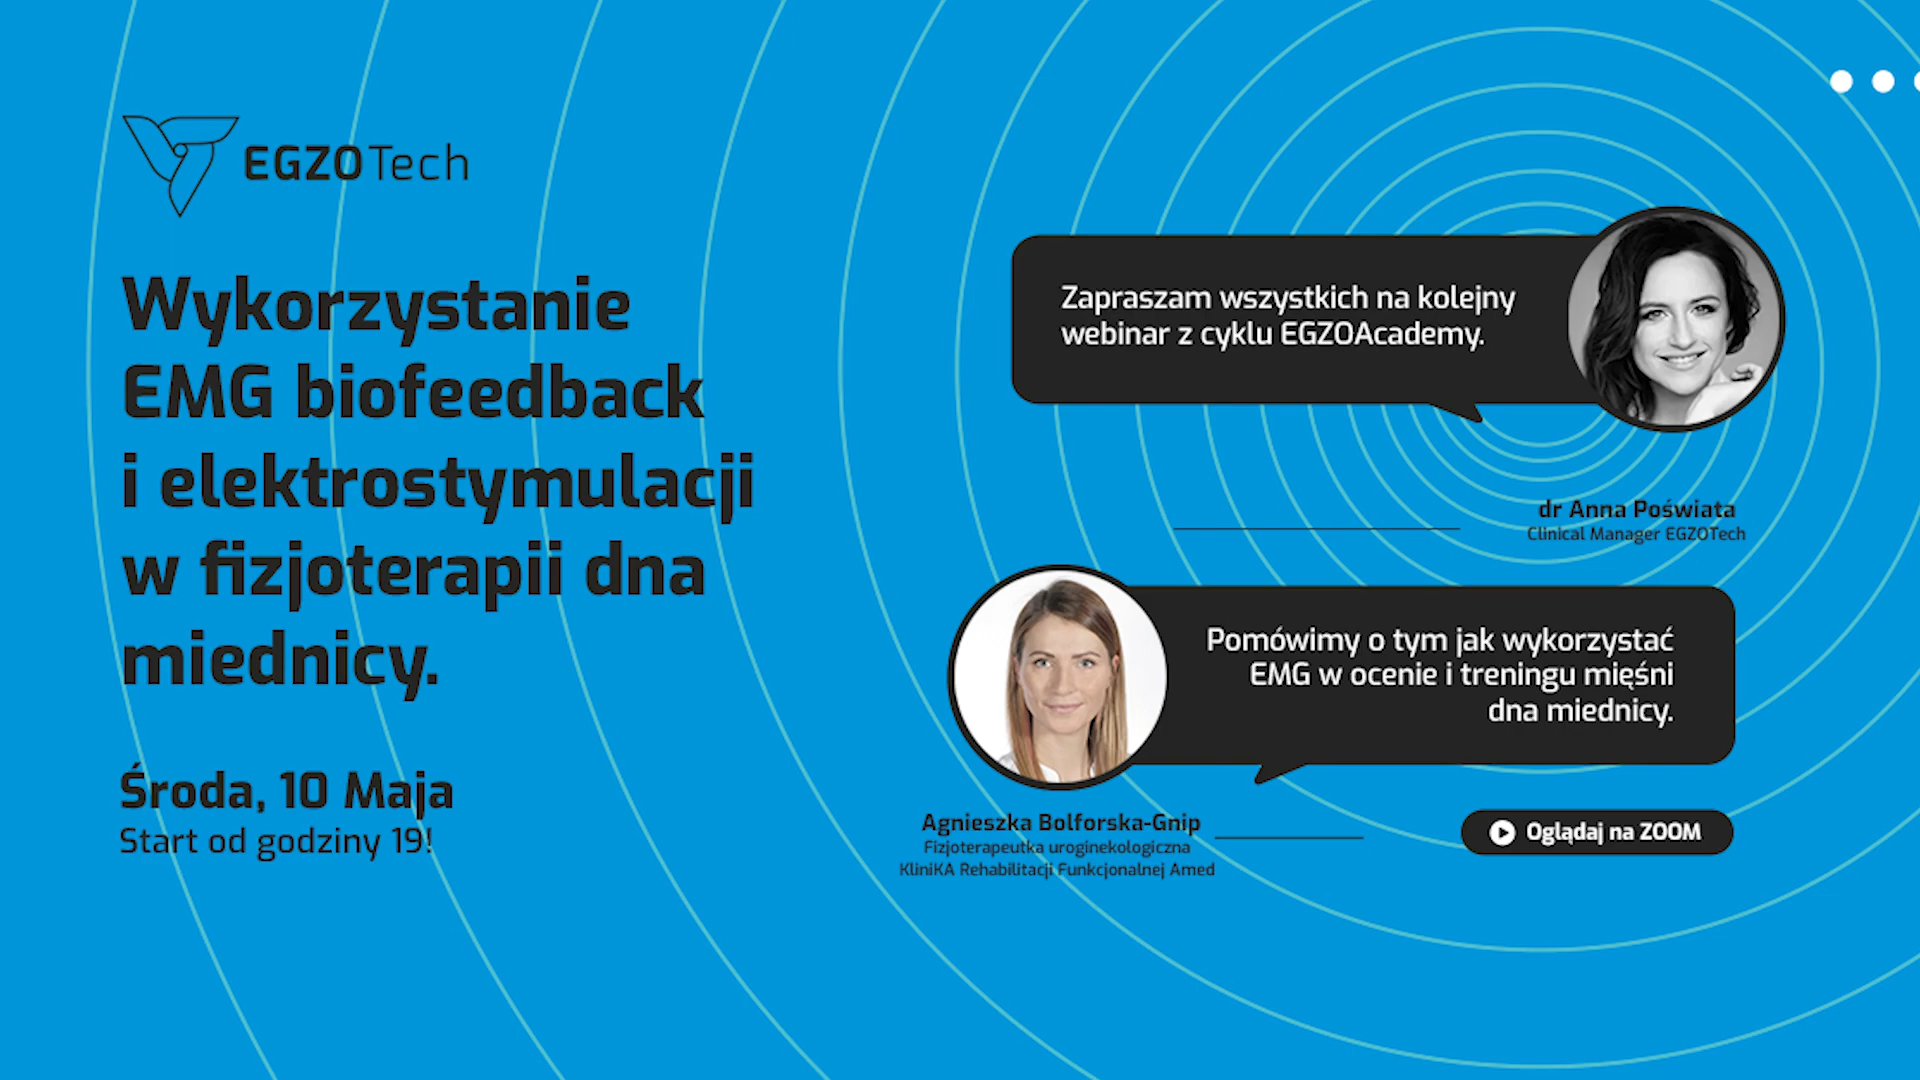 EGZOTech
Wykorzystanie
EMG biofeedback
i elektrostymulacji
w fizjoterapii dna
miednicy.
Środa, 10 Maja
Start od godziny 19!
Zapraszam wszystkich na kolejny
webinar z cyklu EGZOAcademy.
dr Anna Poświata
Clinical Manager EGZOTech
Pomówimy o tym jak wykorzystać
EMG w ocenie i treningu mięśni
dna miednicy.
Agnieszka Bolforska-Gnip
Fizjoterapeutka uroginekologiczna
KliniKA Rehabilitacji Funkcjonalnej Amed
Oglądaj na ZOOM